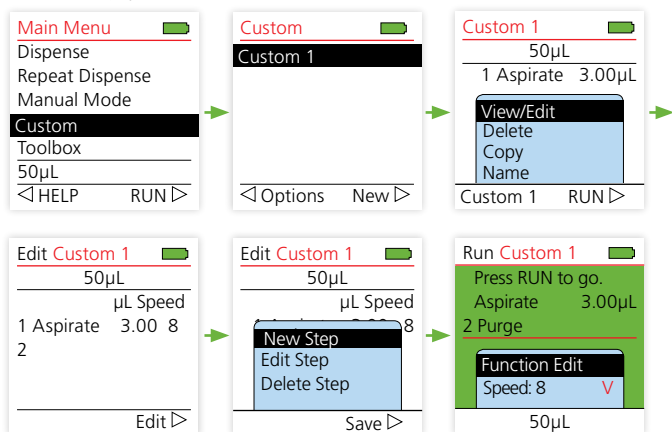 Main Menu
Dispense
Repeat Dispense
Manual Mode
Custom
Toolbox
50µL
◁ HELP RUN ▷
Custom
Custom 1
◁ Options New ▷
Custom 1
50µL
1 Aspirate 3.00µL
View/Edit
Delete
Copy
Name
Custom 1 RUN ▷
Edit Custom 1
50µL
µL Speed
1 Aspirate 3.00 8
2
Edit ▷
Edit Custom 1
50µL
µL Speed
8
New Step
Edit Step
Delete Step
Save ▷
Run Custom 1
Press RUN to go.
Aspirate 3.00µL
2 Purge
Function Edit
Speed: 8 V
50µL